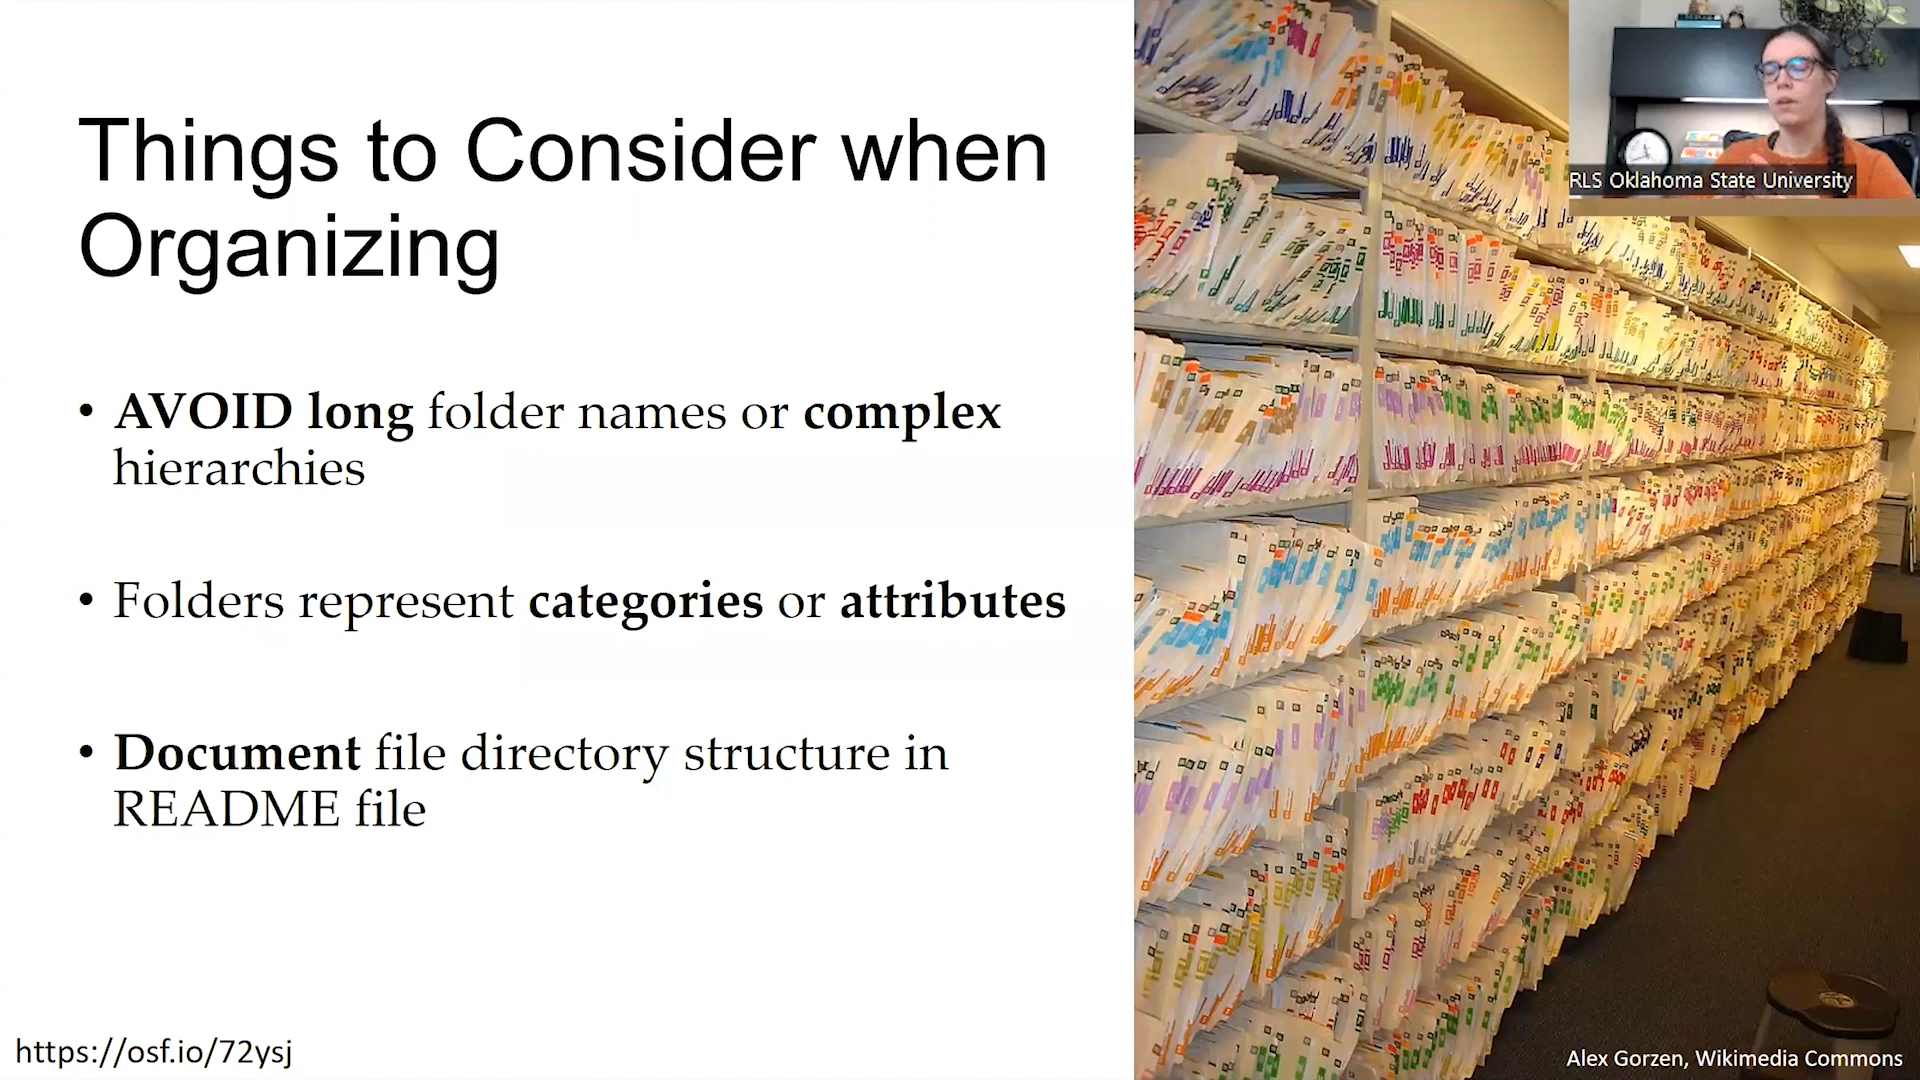 Things to Consider when
Organizing
• AVOID long folder names or complex
hierarchies
• Folders represent categories or attributes
• Document file directory structure in
README file
https://osf.io/72ysj
RLS Oklahoma State University
Alex Gorzen, Wikimedia Commons